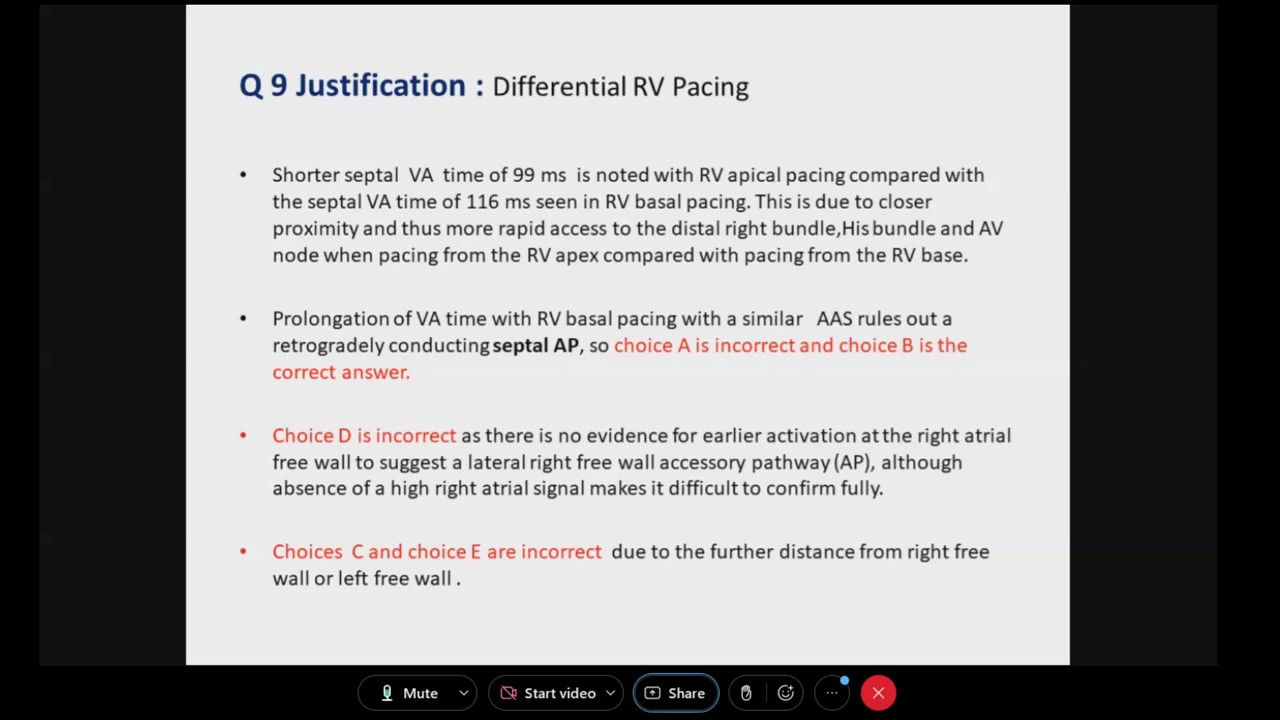 Q 9 Justification : Differential RV Pacing
• Shorter septal VA time of 99 ms is noted with RV apical pacing compared with
the septal VA time of 116 ms seen in RV basal pacing. This is due to closer
proximity and thus more rapid access to the distal right bundle,His bundle and AV
node when pacing from the RV apex compared with pacing from the RV base.
• Prolongation of VA time with RV basal pacing with a similar AAS rules out a
retrogradely conducting septal AP, so choice A is incorrect and choice B is the
correct answer.
• Choice D is incorrect as there is no evidence for earlier activation at the right atrial
free wall to suggest a lateral right free wall accessory pathway (AP), although
absence of a high right atrial signal makes it difficult to confirm fully.
• Choices C and choice E are incorrect due to the further distance from right free
wall or left free wall .
Mute Start video Share